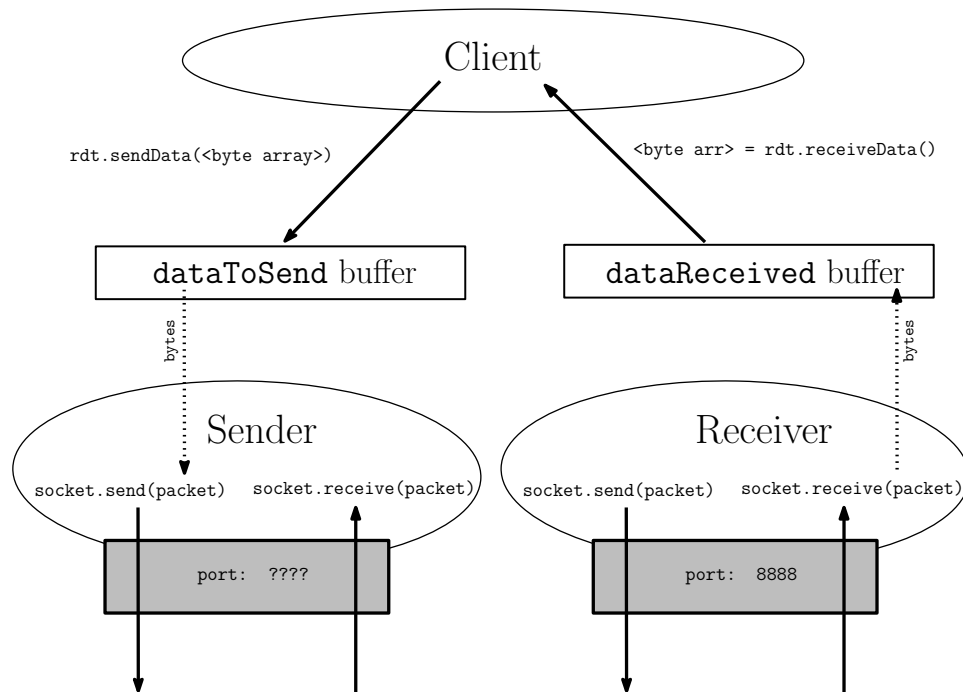 Client
rdt.sendData(<byte array>)
<byte arr> = rdt.receiveData()
dataToSend buffer
dataReceived buffer
bytes
bytes
Sender
Receiver
socket.send(packet)
socket.receive(packet)
socket.send(packet)
socket.receive(packet)
port: ????
port: 8888